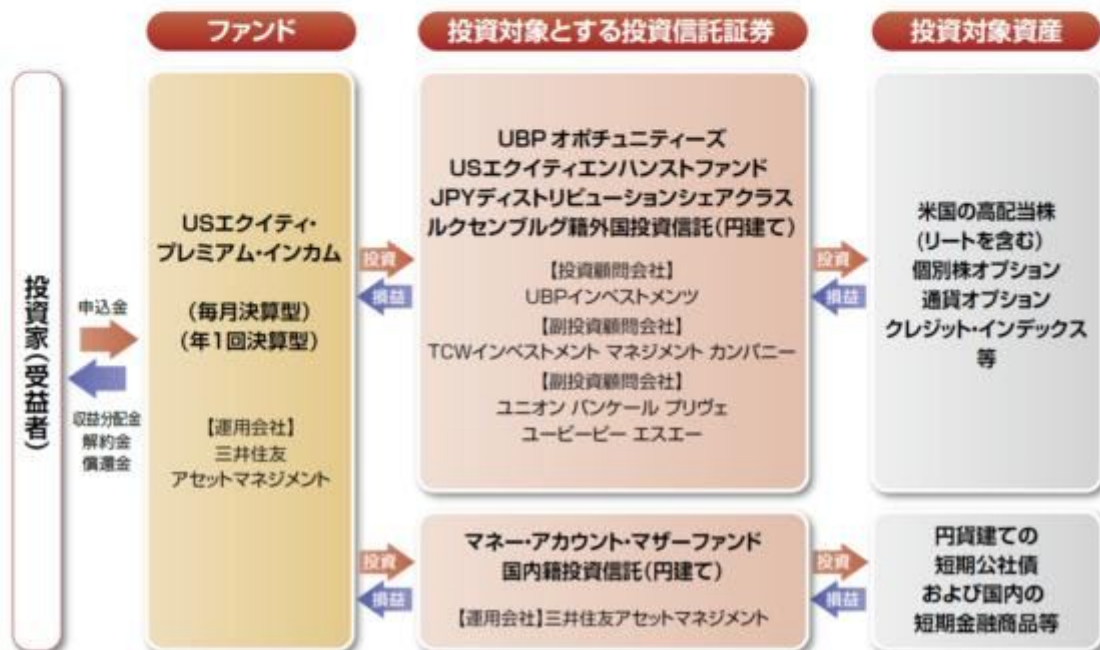 ファンド
投資対象とする投資信託証券
投資対象資産
投資家(受益者)
申込金
収益分配金
解約金
償還金
USエクイティ・
プレミアム・インカム
(毎月決算型)
(年1回決算型)
【運用会社】
三井住友
アセットマネジメント
投資
損益
UBP オポチュニティーズ
USエクイティエンハンストファンド
JPYディストリビューションシェアクラス
ルクセンブルグ籍外国投資信託(円建て)
【投資顧問会社】
UBPインベストメンツ
【副投資顧問会社】
TCWインベストメント マネジメント カンパニー
【副投資顧問会社】
ユニオン バンケール プリヴェ
ユービーピー エスエー
投資
損益
米国の高配当株
(リートを含む)
個別株オプション
通貨オプション
クレジット・インデックス
等
投資
損益
マネー・アカウント・マザーファンド
国内籍投資信託(円建て)
【運用会社】三井住友アセットマネジメント
投資
損益
円貨建ての
短期公社債
および国内の
短期金融商品等